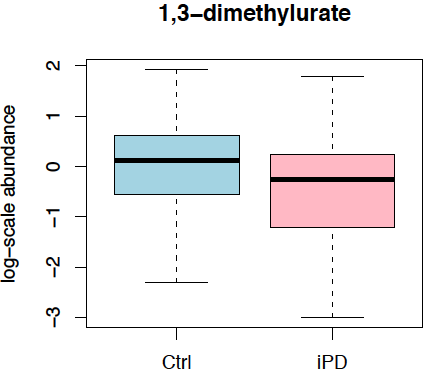 1,3−dimethylurate
log−scale abundance
2
1
0
−1
−2
−3
Ctrl
iPD